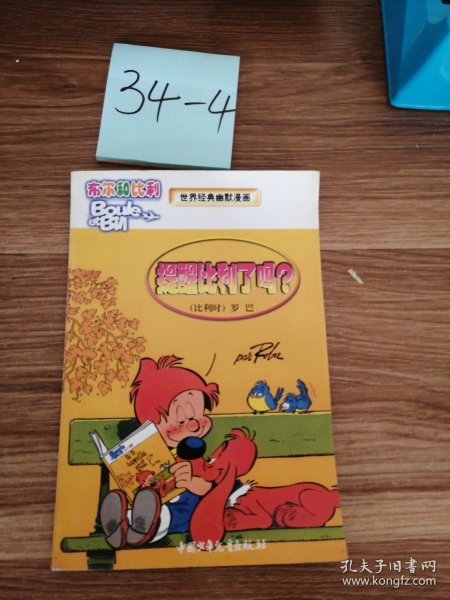 34-4
布尔和比利
Boule et Bill
世界经典幽默漫画
提醒比利了吗?
(比利时) 罗巴
par Roba
中国少年儿童出版社
孔夫子旧书网
www.kongfz.com